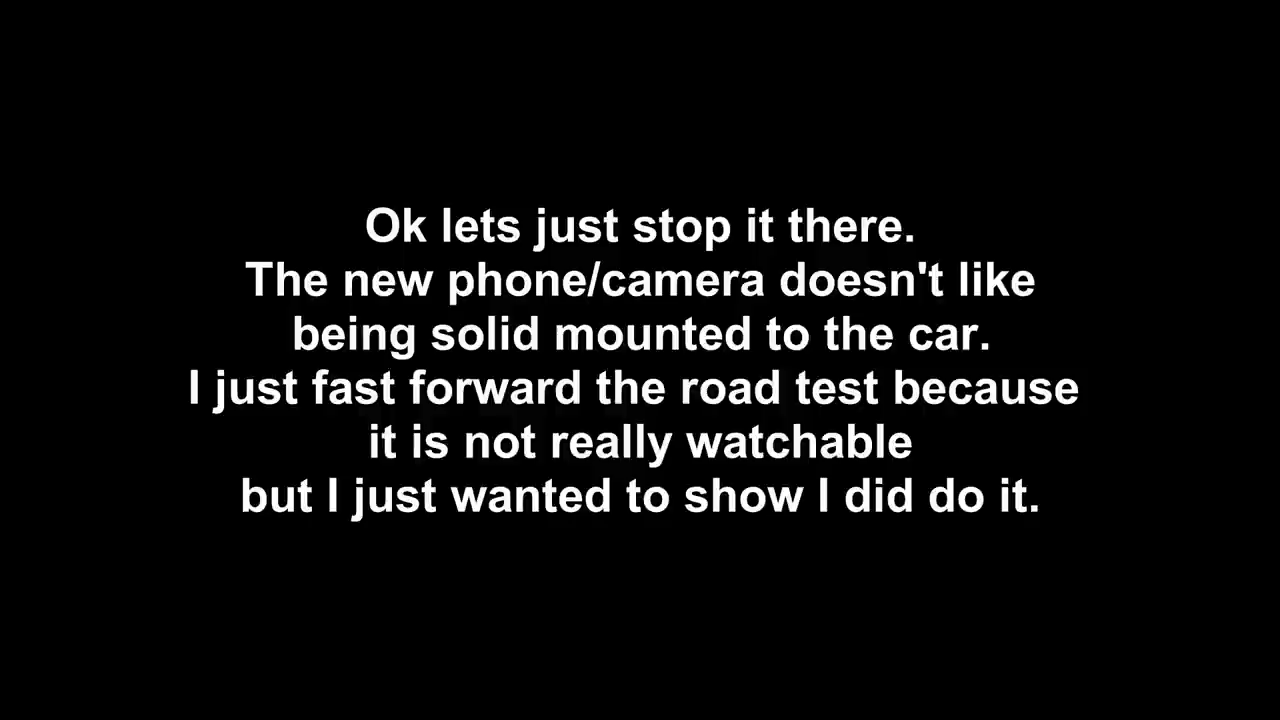 Ok lets just stop it there.
The new phone/camera doesn't like
being solid mounted to the car.
I just fast forward the road test because
it is not really watchable
but I just wanted to show I did do it.